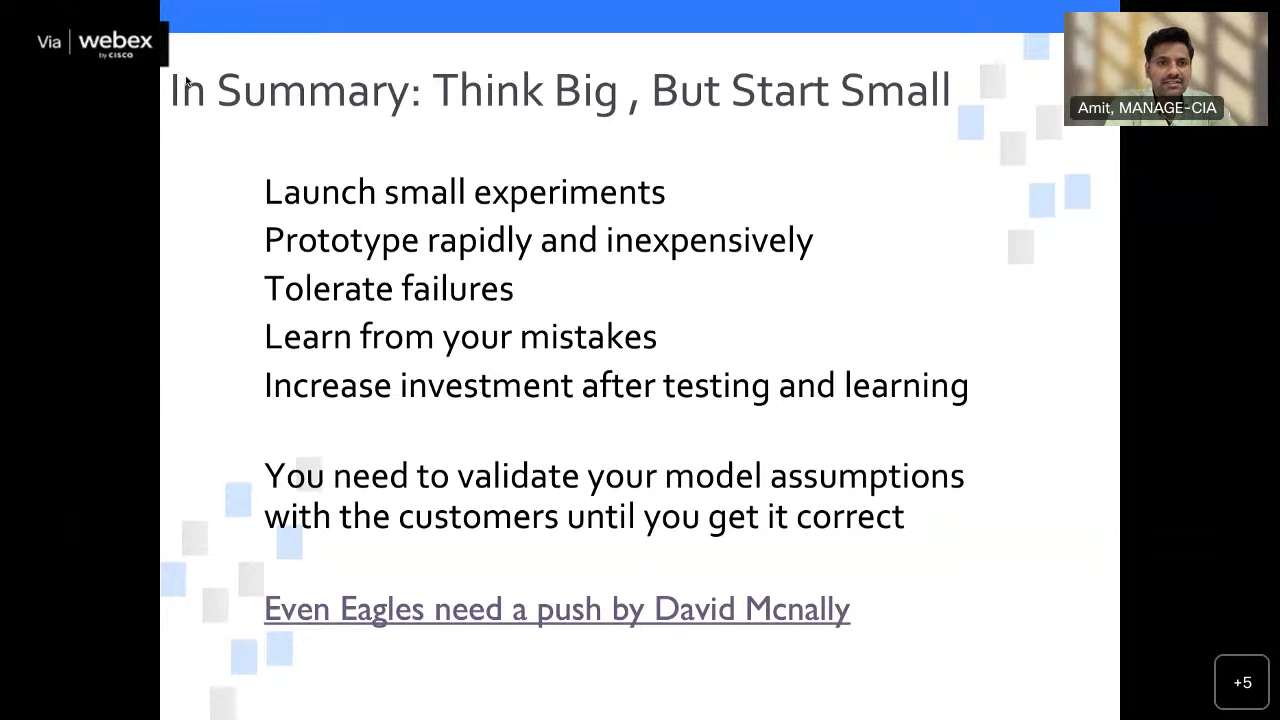 Via | webex
by CISCO
In Summary: Think Big , But Start Small
Amit, MANAGE-CIA
Launch small experiments
Prototype rapidly and inexpensively
Tolerate failures
Learn from your mistakes
Increase investment after testing and learning
You need to validate your model assumptions
with the customers until you get it correct
Even Eagles need a push by David Mcnally
+5